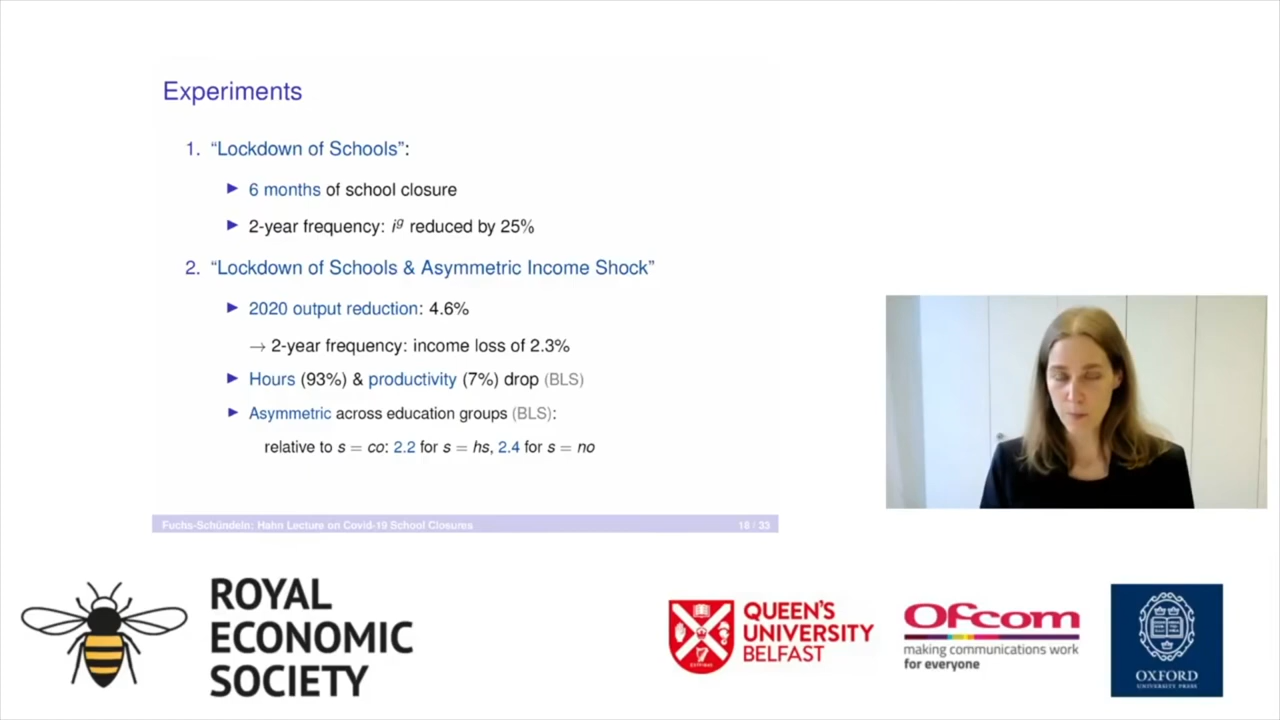 Experiments
1. “Lockdown of Schools”:
▶ 6 months of school closure
▶ 2-year frequency: i^g reduced by 25%
2. “Lockdown of Schools & Asymmetric Income Shock”
▶ 2020 output reduction: 4.6%
→ 2-year frequency: income loss of 2.3%
▶ Hours (93%) & productivity (7%) drop (BLS)
▶ Asymmetric across education groups (BLS):
relative to s = co: 2.2 for s = hs, 2.4 for s = no
Fuchs-Schündeln: Hahn Lecture on Covid-19 School Closures 18 / 33
ROYAL
ECONOMIC
SOCIETY
QUEEN'S
UNIVERSITY
BELFAST
Ofcom
making communications work
for everyone
OXFORD
UNIVERSITY PRESS